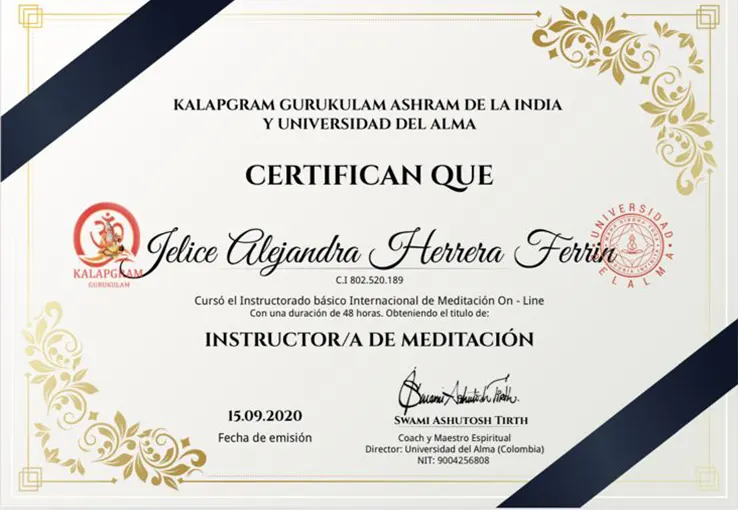 KALAPGRAM GURUKULAM ASHRAM DE LA INDIA
Y UNIVERSIDAD DEL ALMA
CERTIFICAN QUE
KALAPGRAM
GURUKULAM
Jelice Alejandra Herrera Ferrin
UNIVERSIDAD DEL ALMA
C.I 802.520.189
Cursó el Instructorado básico Internacional de Meditación On - Line
Con una duración de 48 horas. Obteniendo el titulo de:
INSTRUCTOR/A DE MEDITACIÓN
15.09.2020
Fecha de emisión
Swami Ashutosh Tirth.
SWAMI ASHUTOSH TIRTH
Coach y Maestro Espiritual
Director: Universidad del Alma (Colombia)
NIT: 9004256808